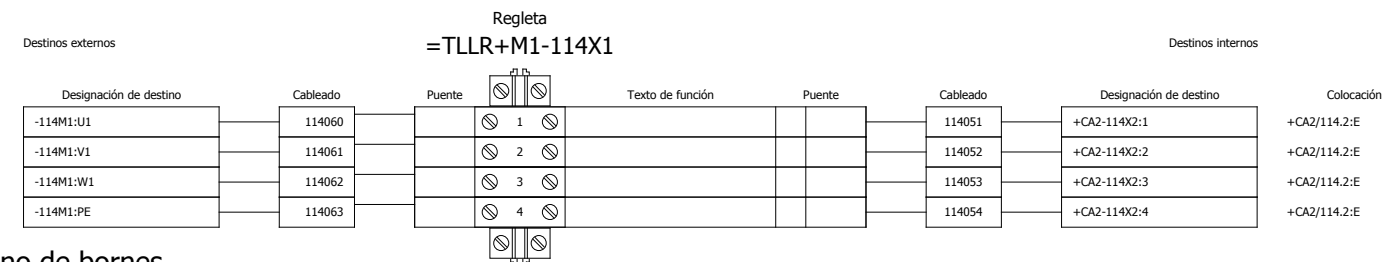 Regleta
Destinos externos =TLLR+M1-114X1 Destinos internos
Designación de destino Cableado Puente Texto de función Puente Cableado Designación de destino Colocación
-114M1:U1 114060 1 114051 +CA2-114X2:1 +CA2/114.2:E
-114M1:V1 114061 2 114052 +CA2-114X2:2 +CA2/114.2:E
-114M1:W1 114062 3 114053 +CA2-114X2:3 +CA2/114.2:E
-114M1:PE 114063 4 114054 +CA2-114X2:4 +CA2/114.2:E
no de bornes